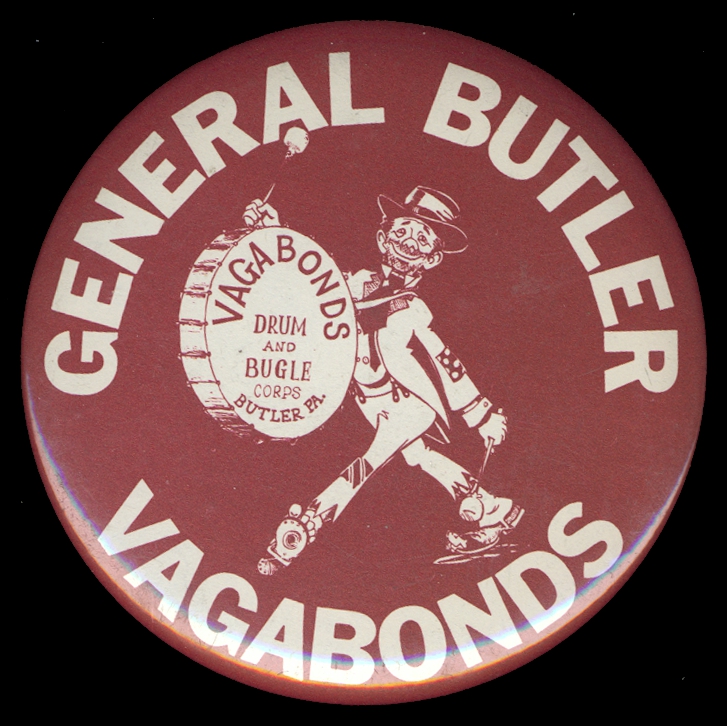 GENERAL BUTLER
VAGABONDS
DRUM
AND
BUGLE
CORPS
BUTLER PA.
VAGABONDS